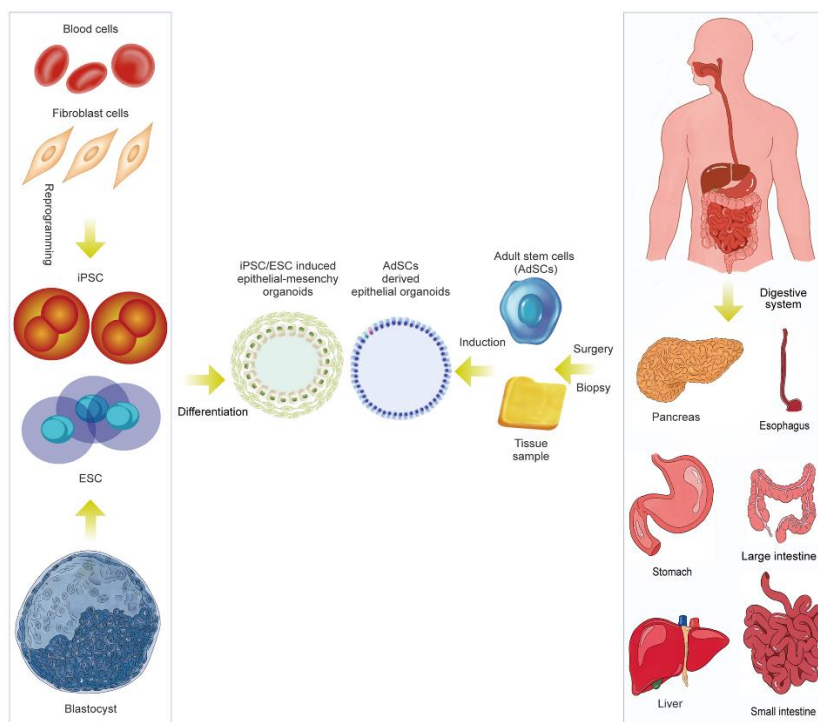 Blood cells
Fibroblast cells
Reprogramming
iPSC
ESC
Blastocyst
Differentiation
iPSC/ESC induced
epithelial-mesenchy
organoids
AdSCs
derived
epithelial organoids
Adult stem cells
(AdSCs)
Induction
Surgery
Biopsy
Tissue
sample
Digestive
system
Pancreas
Esophagus
Stomach
Large intestine
Liver
Small intestine